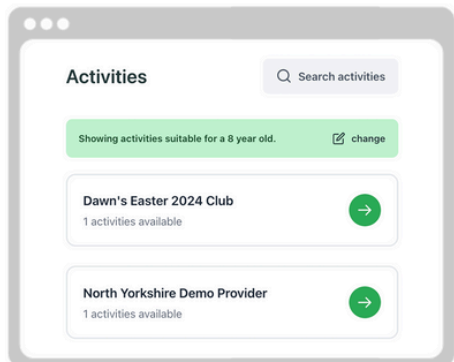 Activities
Search activities
Showing activities suitable for a 8 year old.
change
Dawn's Easter 2024 Club
1 activities available
North Yorkshire Demo Provider
1 activities available